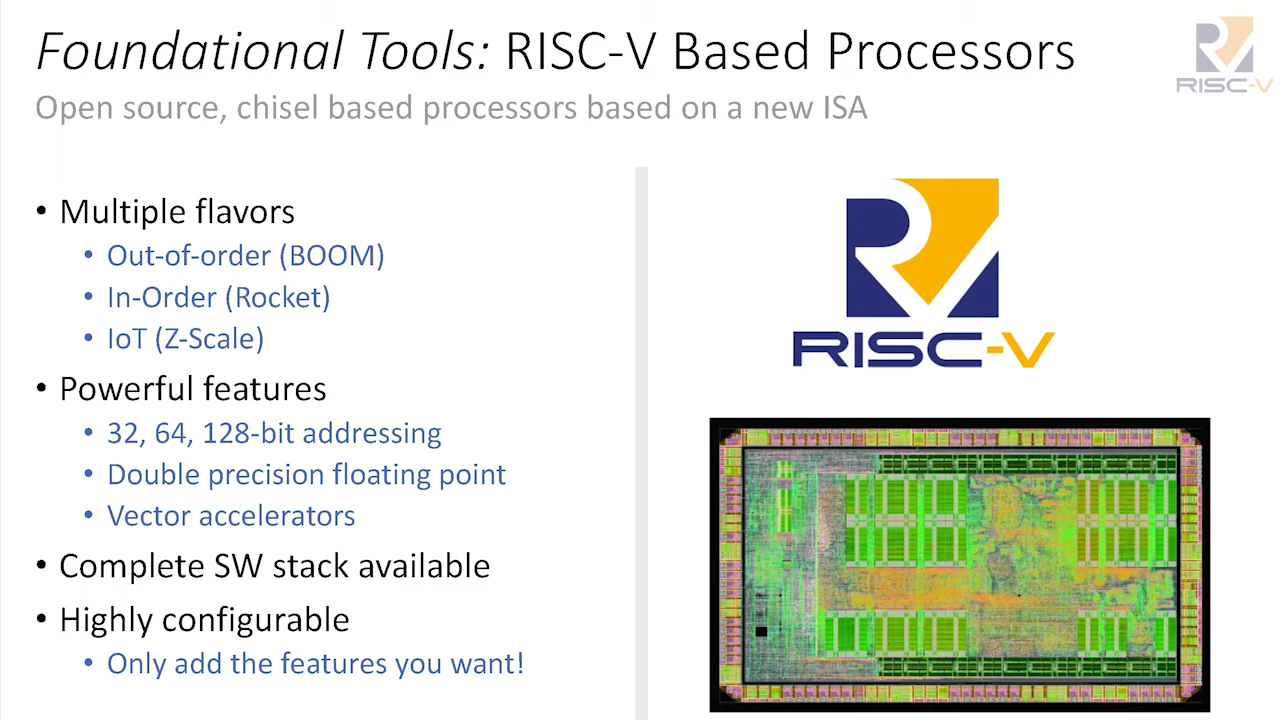 Foundational Tools: RISC-V Based Processors
RISC-V
Open source, chisel based processors based on a new ISA
• Multiple flavors
• Out-of-order (BOOM)
• In-Order (Rocket)
• IoT (Z-Scale)
• Powerful features
• 32, 64, 128-bit addressing
• Double precision floating point
• Vector accelerators
• Complete SW stack available
• Highly configurable
• Only add the features you want!
RISC-V